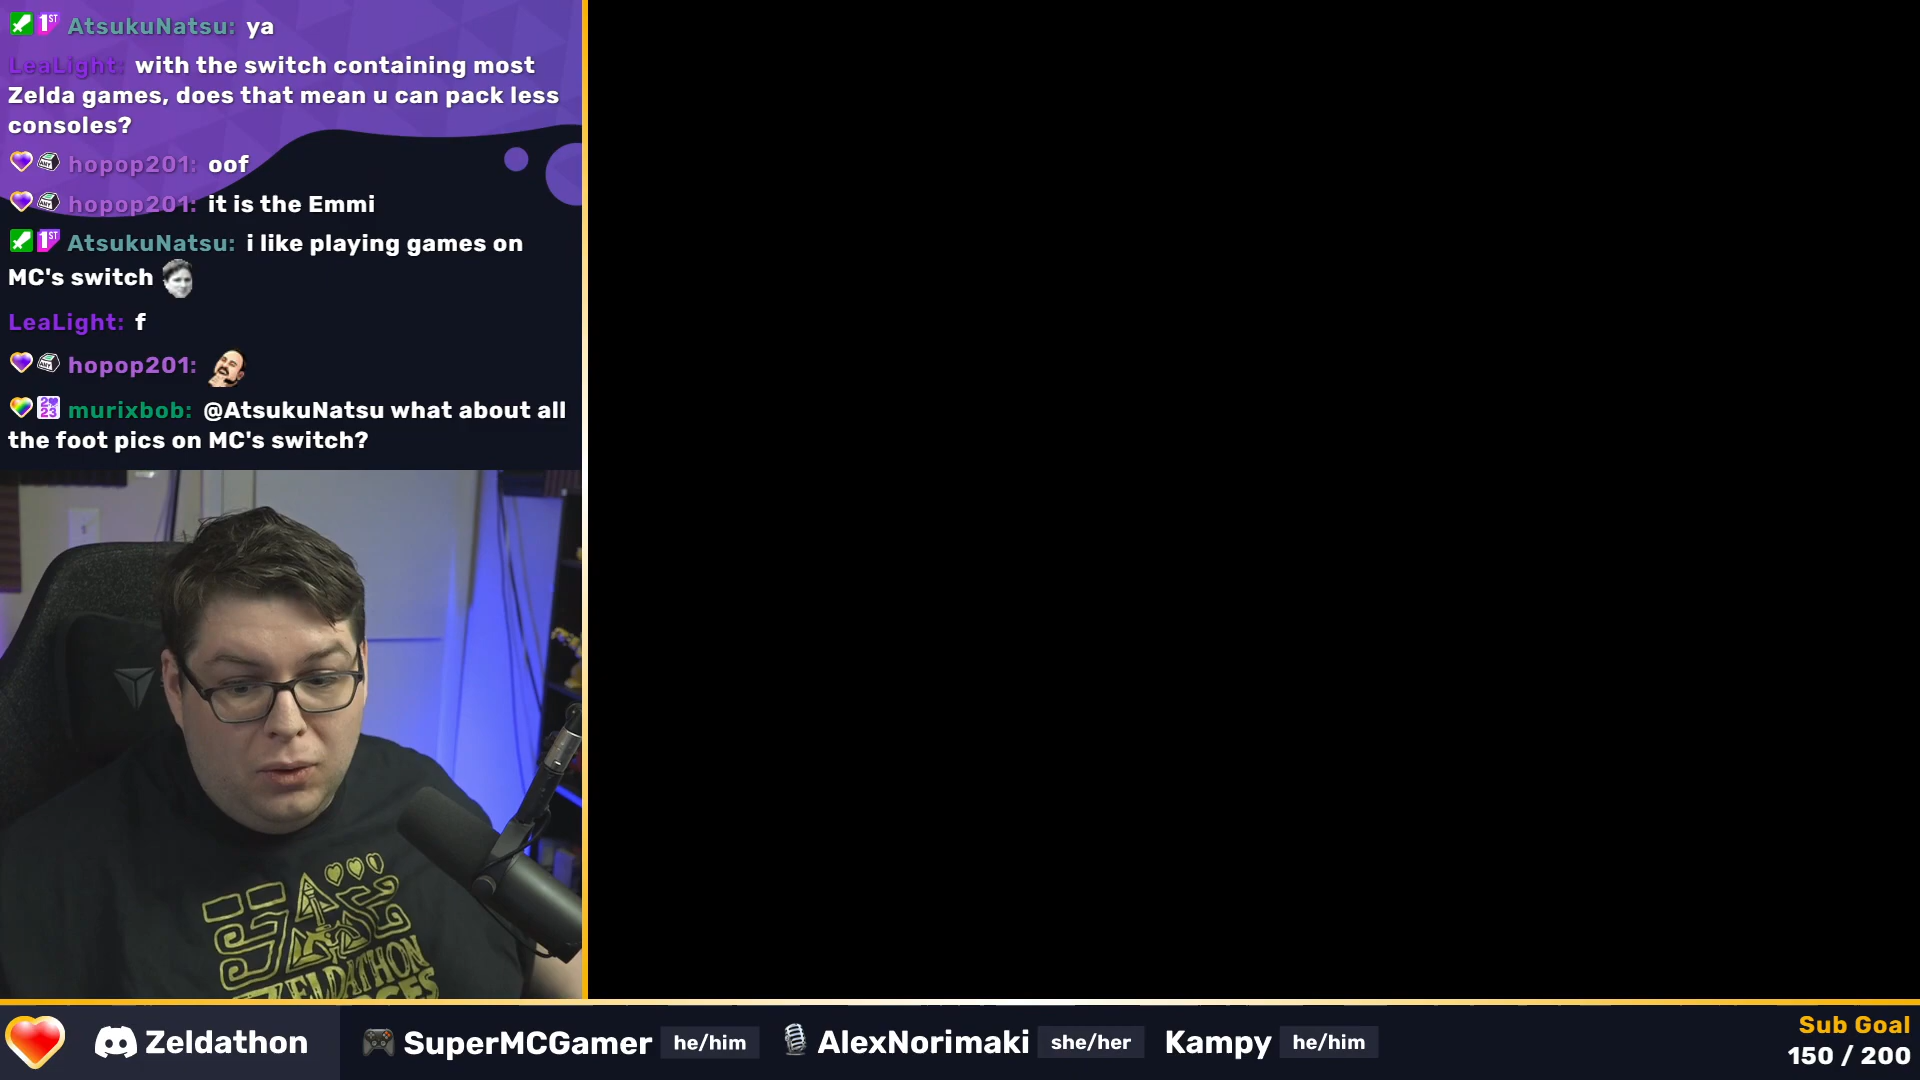 AtsukuNatsu: ya
LeaLight: with the switch containing most
Zelda games, does that mean u can pack less
consoles?
hopop201: oof
hopop201: it is the Emmi
AtsukuNatsu: i like playing games on
MC's switch
LeaLight: f
hopop201:
murixbob: @AtsukuNatsu what about all
the foot pics on MC's switch?
ZELDATHON
Zeldathon SuperMCGamer he/him AlexNorimaki she/her Kampy he/him
Sub Goal
150 / 200